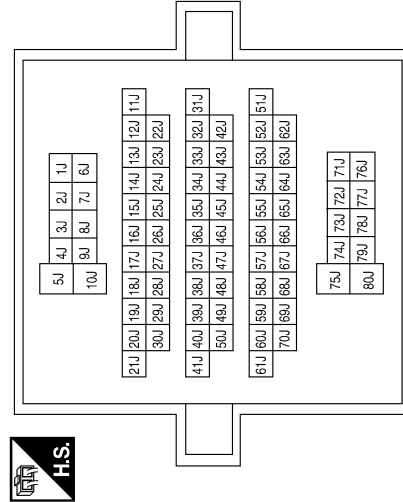 H.S.
5J 4J 3J 2J 1J
10J 9J 8J 7J 6J
21J 20J 19J 18J 17J 16J 15J 14J 13J 12J 11J
30J 29J 28J 27J 26J 25J 24J 23J 22J
41J 40J 39J 38J 37J 36J 35J 34J 33J 32J 31J
50J 49J 48J 47J 46J 45J 44J 43J 42J
61J 60J 59J 58J 57J 56J 55J 54J 53J 52J 51J
70J 69J 68J 67J 66J 65J 64J 63J 62J
75J 74J 73J 72J 71J
80J 79J 78J 77J 76J